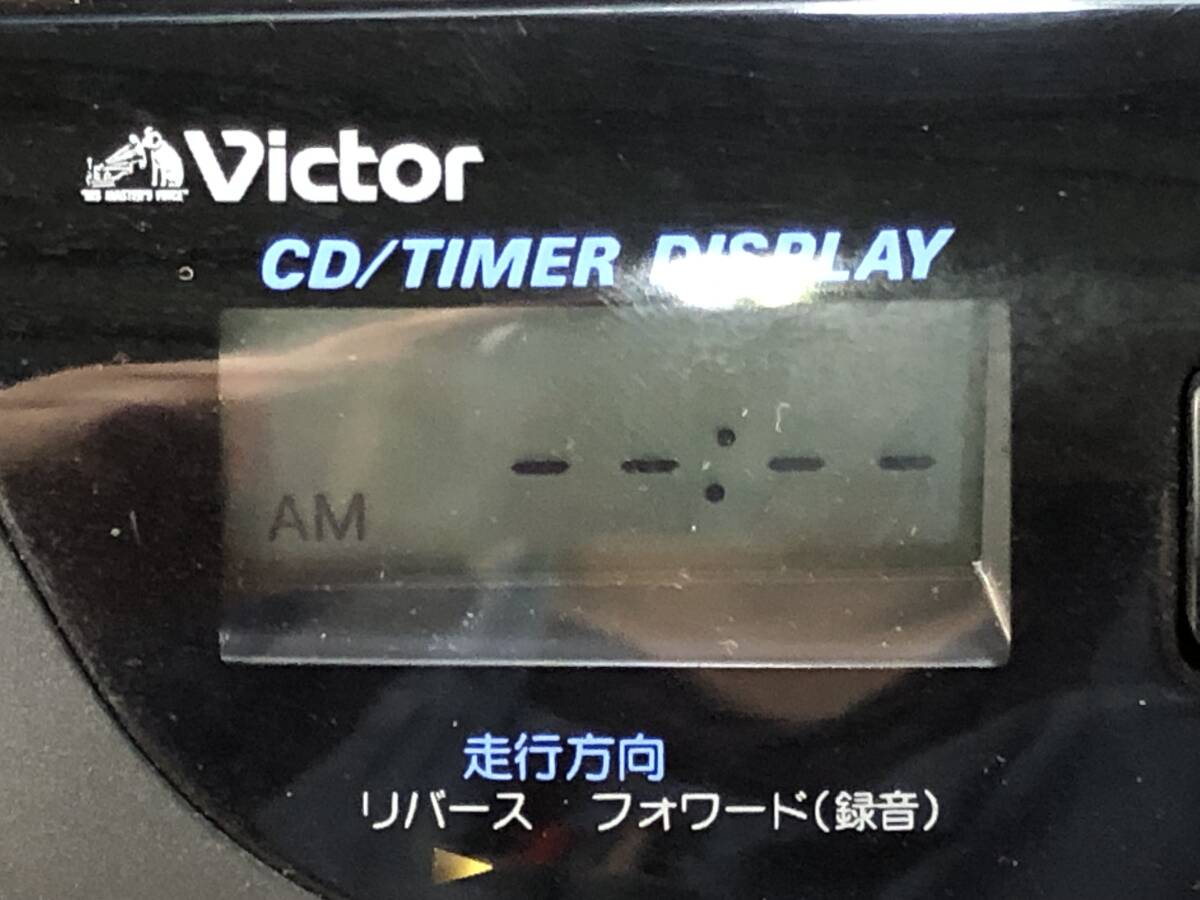 "HIS MASTER'S VOICE"
Victor
CD/TIMER DISPLAY
--:--
AM
走行方向
リバース フォワード(録音)